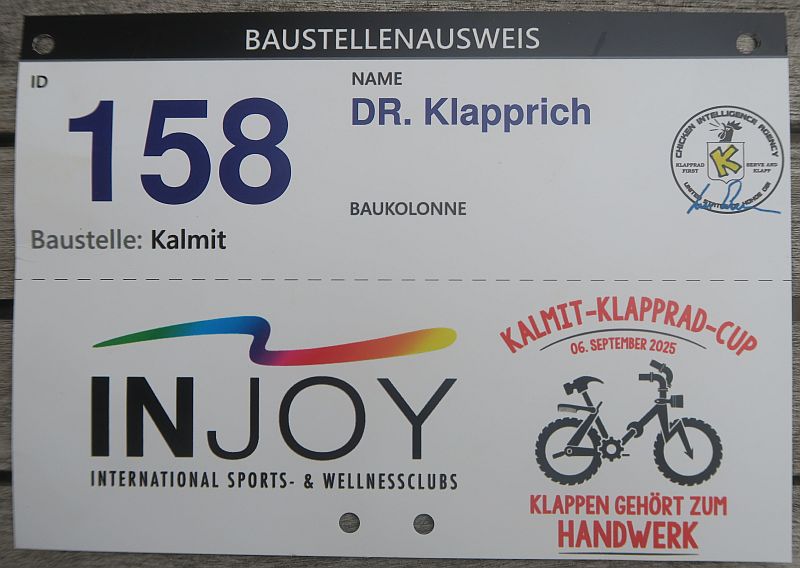 BAUSTELLENAUSWEIS
ID
158
NAME
DR. Klapprich
BAUKOLONNE
Baustelle: Kalmit
CHICKEN INTELLIGENCE AGENCY
KLAPPRAD FIRST
K
SERVE AND KLAPP
INJOY
INTERNATIONAL SPORTS- & WELLNESSCLUBS
KALMIT-KLAPPRAD-CUP
06. SEPTEMBER 2025
KLAPPEN GEHÖRT ZUM
HANDWERK